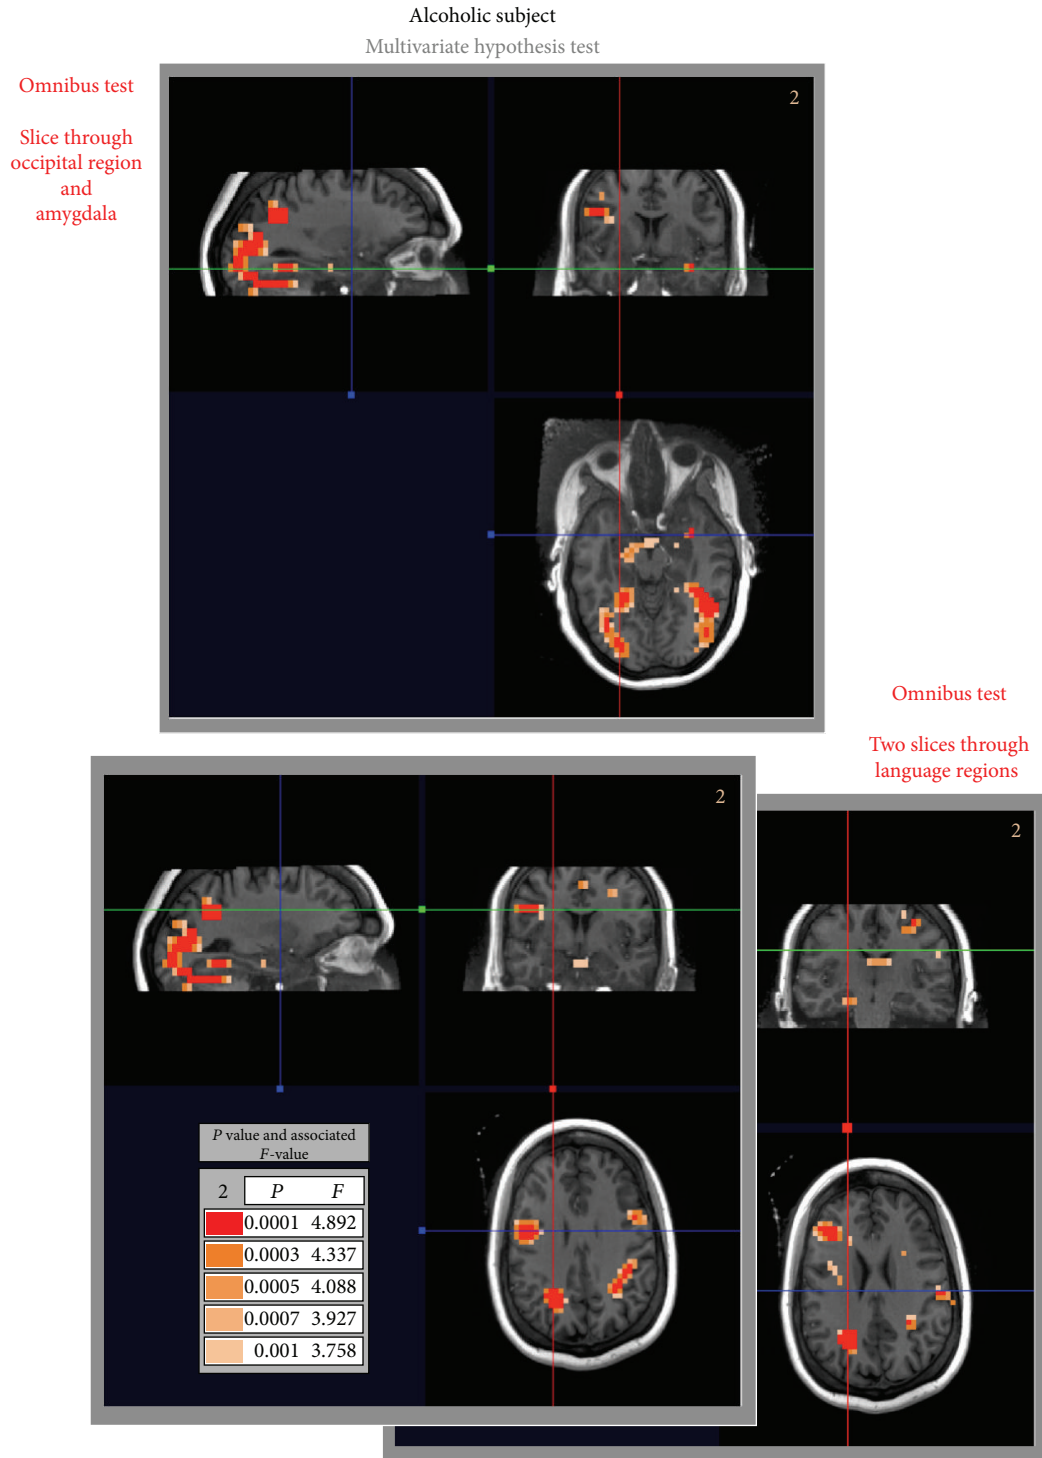 Alcoholic subject
Multivariate hypothesis test
Omnibus test
Slice through
occipital region
and
amygdala
2
Omnibus test
Two slices through
language regions
2
2
P value and associated
F-value
2 P F
0.0001 4.892
0.0003 4.337
0.0005 4.088
0.0007 3.927
0.001 3.758